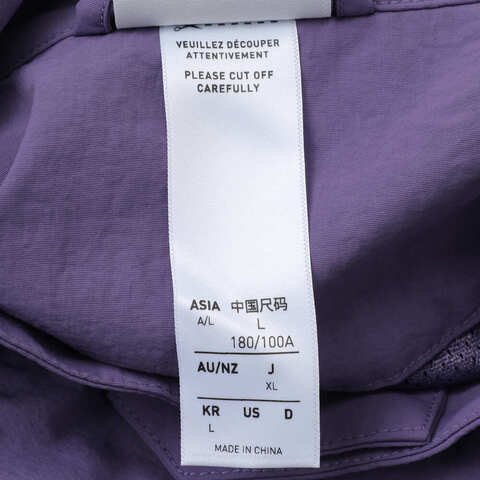 VEUILLEZ DÉCOUPER
ATTENTIVEMENT
PLEASE CUT OFF
CAREFULLY
ASIA 中国尺码
A/L L
180/100A
AU/NZ J
XL
KR US D
L
MADE IN CHINA